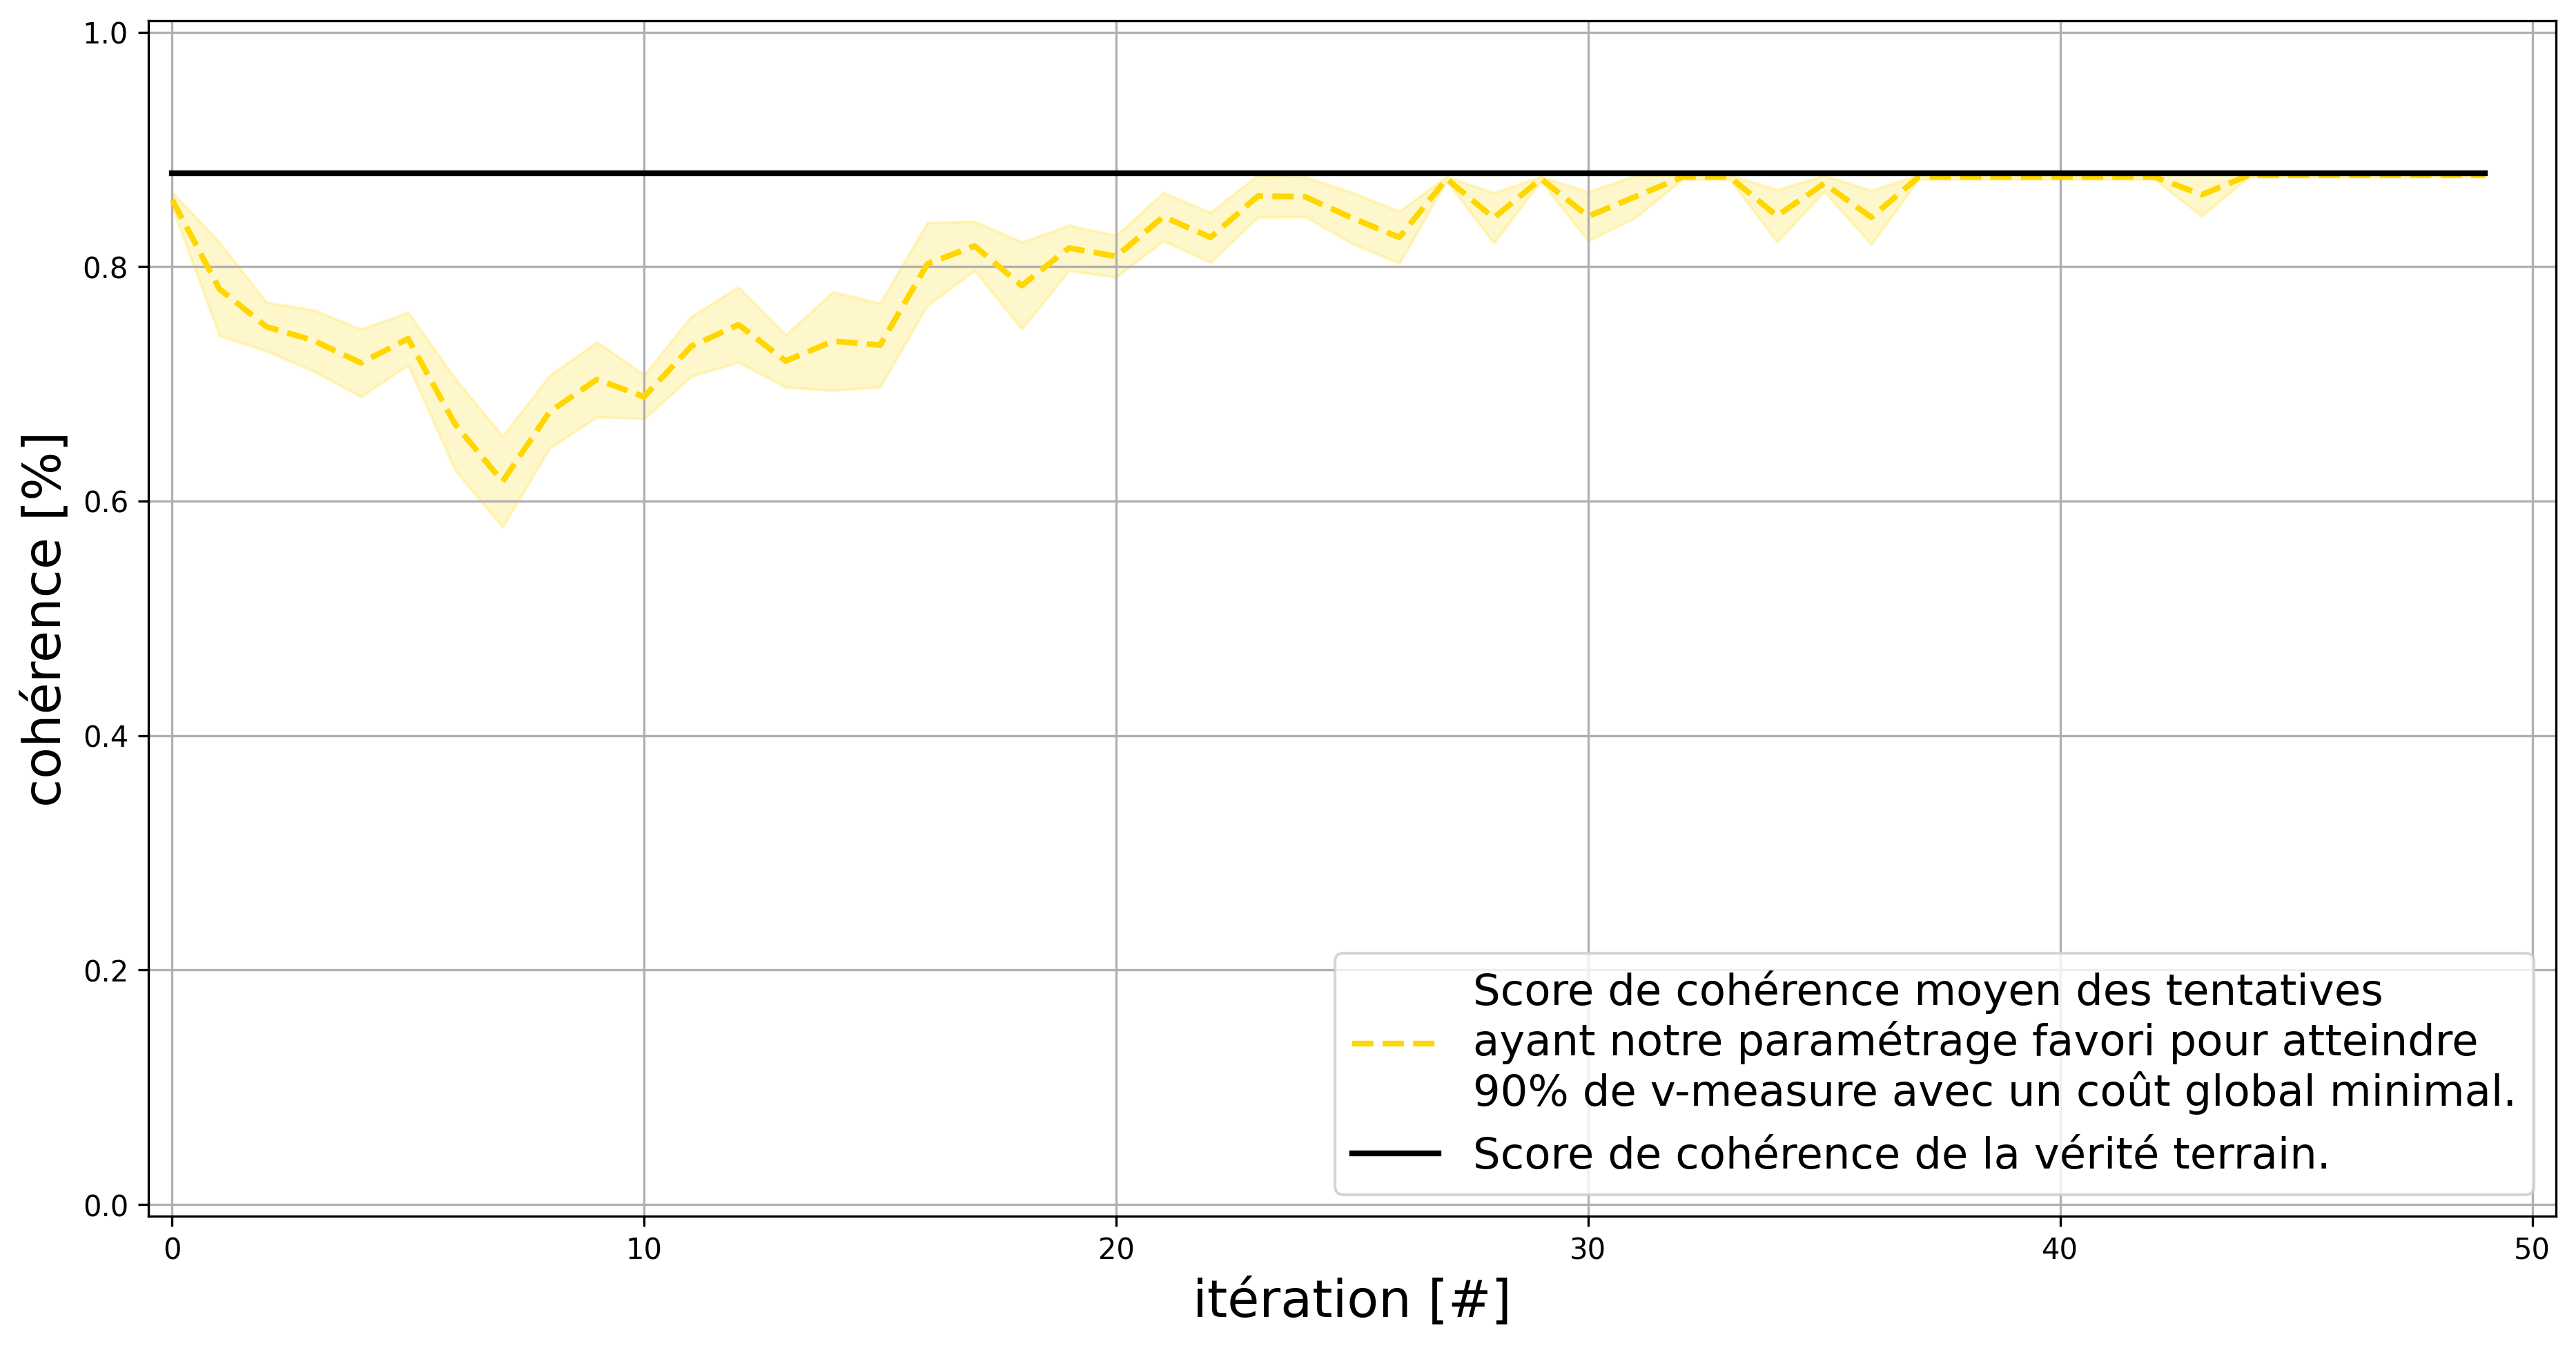 1.0
0.8
0.6
0.4
0.2
0.0
cohérence [%]
0
10
20
30
40
50
itération [#]
Score de cohérence moyen des tentatives
ayant notre paramétrage favori pour atteindre
90% de v-measure avec un coût global minimal.
Score de cohérence de la vérité terrain.